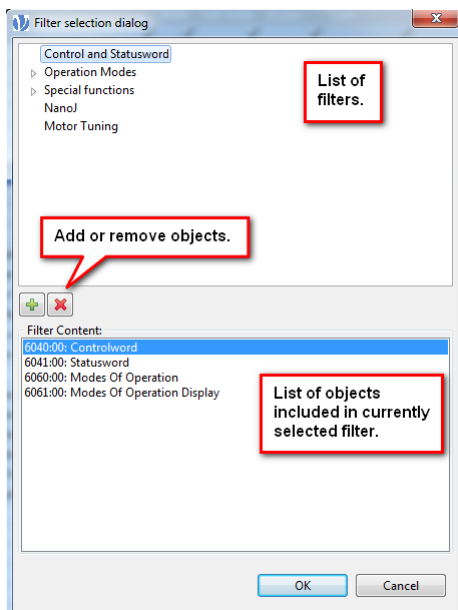 Filter selection dialog
Control and Statusword
Operation Modes
Special functions
NanoJ
Motor Tuning
List of
filters.
Add or remove objects.
Filter Content:
6040:00: Controlword
6041:00: Statusword
6060:00: Modes Of Operation
6061:00: Modes Of Operation Display
List of objects
included in currently
selected filter.
OK
Cancel